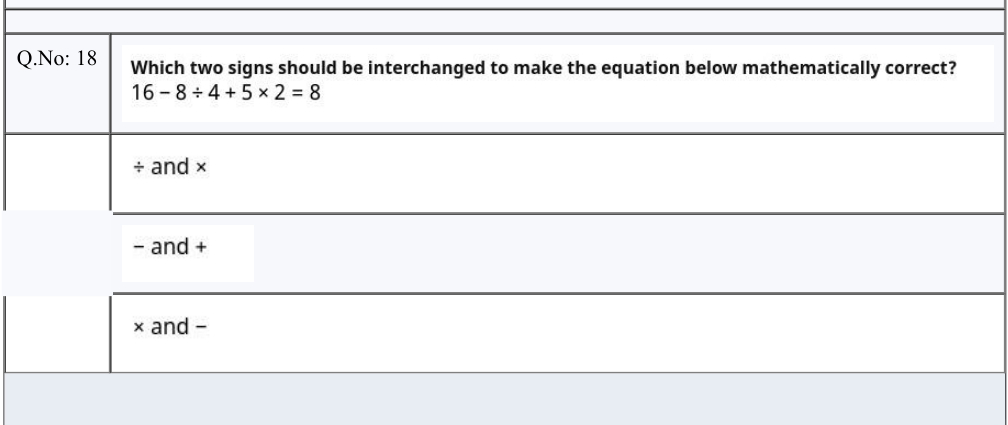 Q.No: 18
Which two signs should be interchanged to make the equation below mathematically correct?
16 − 8 ÷ 4 + 5 × 2 = 8
÷ and ×
− and +
× and −